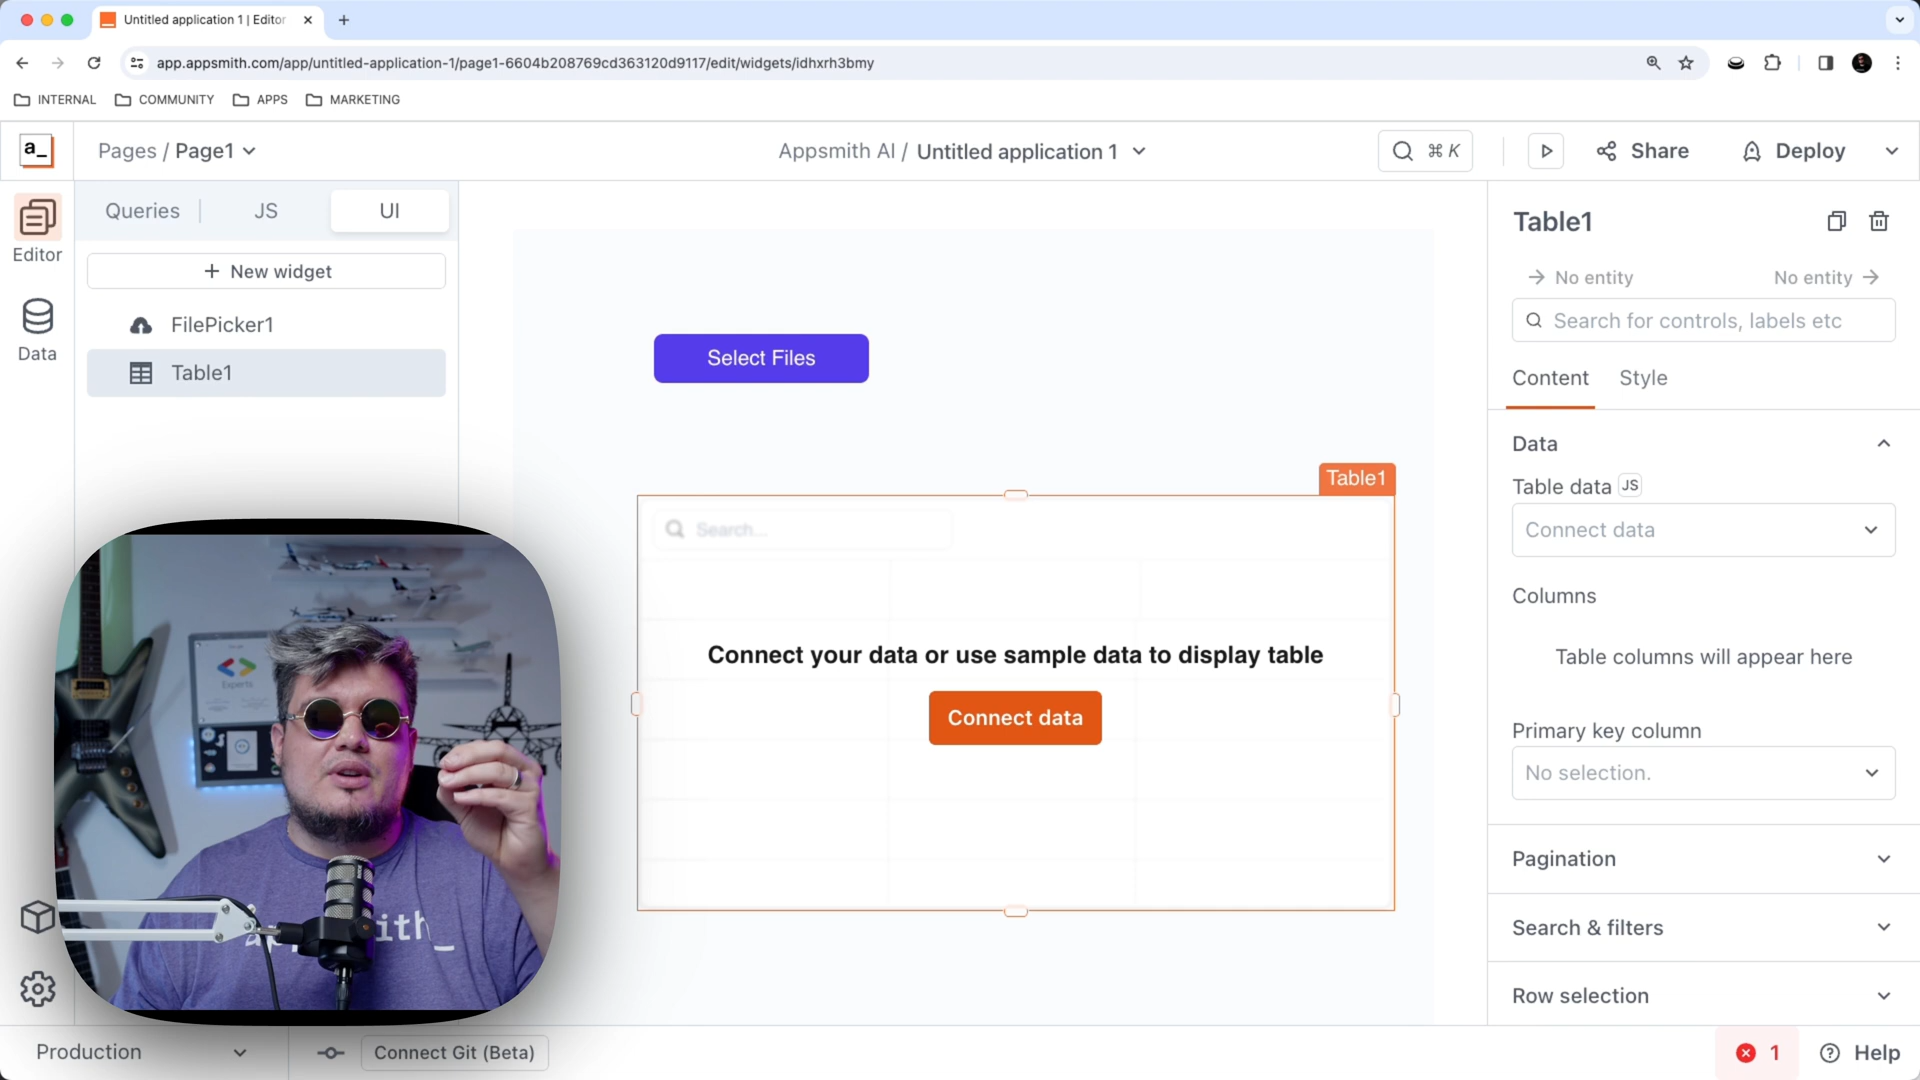 Untitled application 1 | Editor
app.appsmith.com/app/untitled-application-1/page1-6604b208769cd363120d9117/edit/widgets/idhxrh3bmy
INTERNAL COMMUNITY APPS MARKETING
a_ Pages / Page1 Appsmith AI / Untitled application 1 ⌘ K Share Deploy
Editor
Data
Queries JS UI
+ New widget
FilePicker1
Table1
Select Files
Table1
Search...
Connect your data or use sample data to display table
Connect data
Table1
No entity No entity
Search for controls, labels etc
Content Style
Data
Table data JS
Connect data
Columns
Table columns will appear here
Primary key column
No selection.
Pagination
Search & filters
Row selection
Experts
ith_
Production Connect Git (Beta) 1 Help